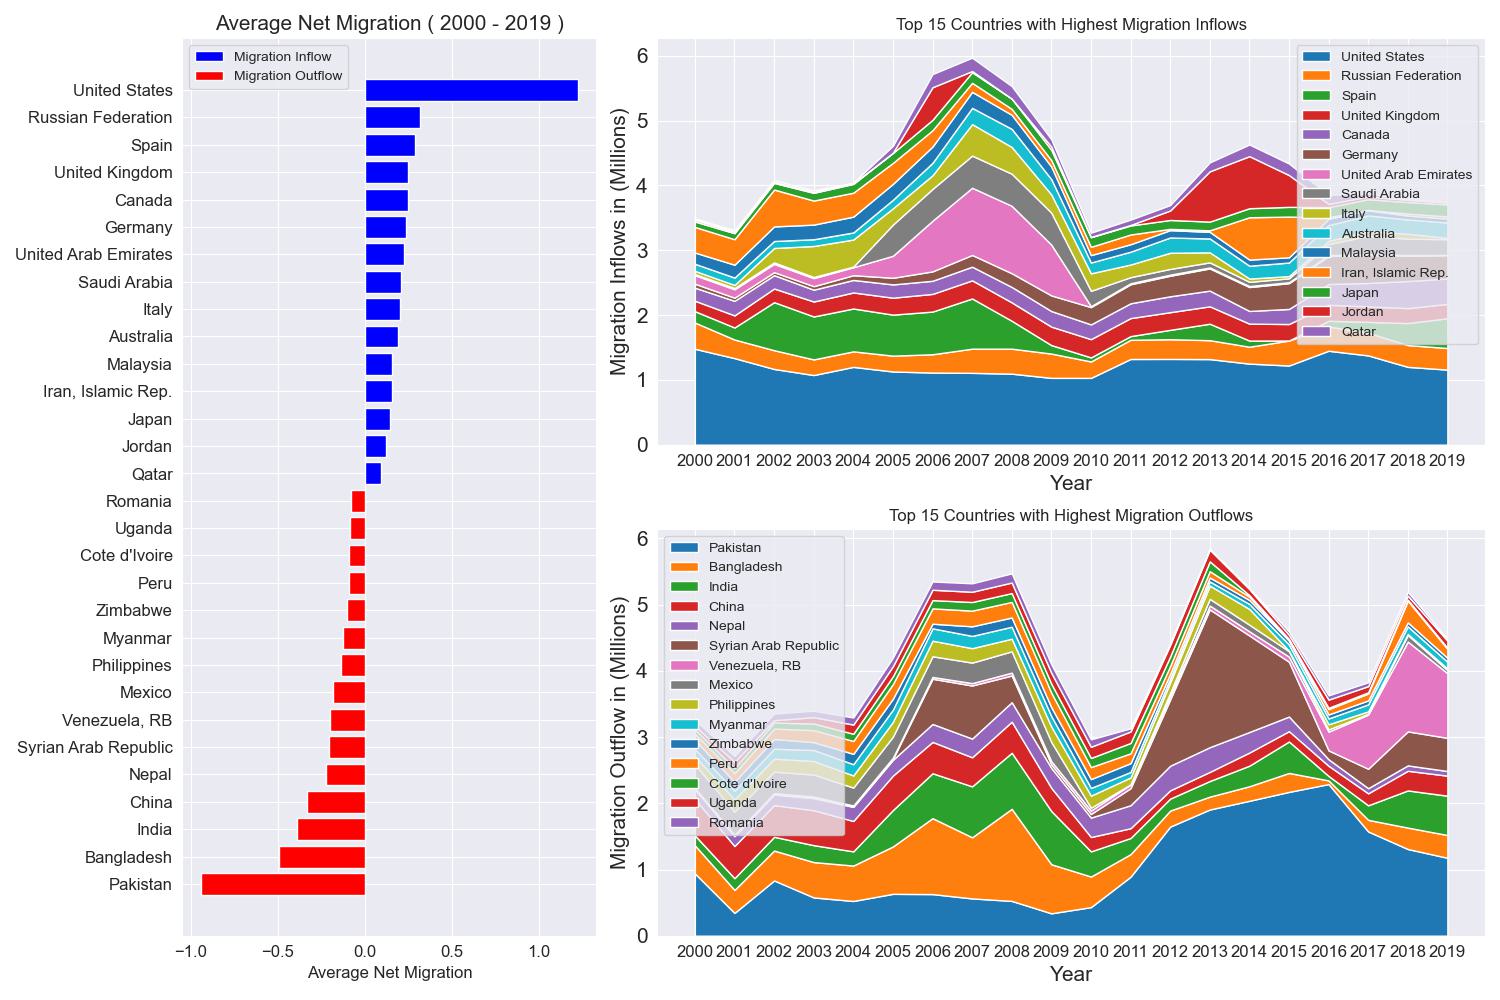 Average Net Migration ( 2000 - 2019 )
Migration Inflow
Migration Outflow
United States
Russian Federation
Spain
United Kingdom
Canada
Germany
United Arab Emirates
Saudi Arabia
Italy
Australia
Malaysia
Iran, Islamic Rep.
Japan
Jordan
Qatar
Romania
Uganda
Cote d'Ivoire
Peru
Zimbabwe
Myanmar
Philippines
Mexico
Venezuela, RB
Syrian Arab Republic
Nepal
China
India
Bangladesh
Pakistan
−1.0 −0.5 0.0 0.5 1.0
Average Net Migration
Top 15 Countries with Highest Migration Inflows
Migration Inflows in (Millions)
6
5
4
3
2
1
0
United States
Russian Federation
Spain
United Kingdom
Canada
Germany
United Arab Emirates
Saudi Arabia
Italy
Australia
Malaysia
Iran, Islamic Rep.
Japan
Jordan
Qatar
2000 2001 2002 2003 2004 2005 2006 2007 2008 2009 2010 2011 2012 2013 2014 2015 2016 2017 2018 2019
Year
Top 15 Countries with Highest Migration Outflows
Migration Outflow in (Millions)
6
5
4
3
2
1
0
Pakistan
Bangladesh
India
China
Nepal
Syrian Arab Republic
Venezuela, RB
Mexico
Philippines
Myanmar
Zimbabwe
Peru
Cote d'Ivoire
Uganda
Romania
2000 2001 2002 2003 2004 2005 2006 2007 2008 2009 2010 2011 2012 2013 2014 2015 2016 2017 2018 2019
Year